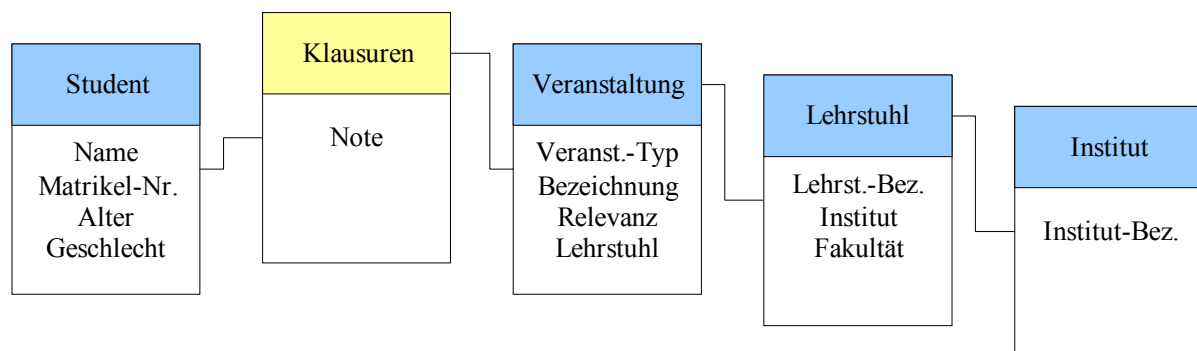 Student
Name
Matrikel-Nr.
Alter
Geschlecht
Klausuren
Note
Veranstaltung
Veranst.-Typ
Bezeichnung
Relevanz
Lehrstuhl
Lehrstuhl
Lehrst.-Bez.
Institut
Fakultät
Institut
Institut-Bez.